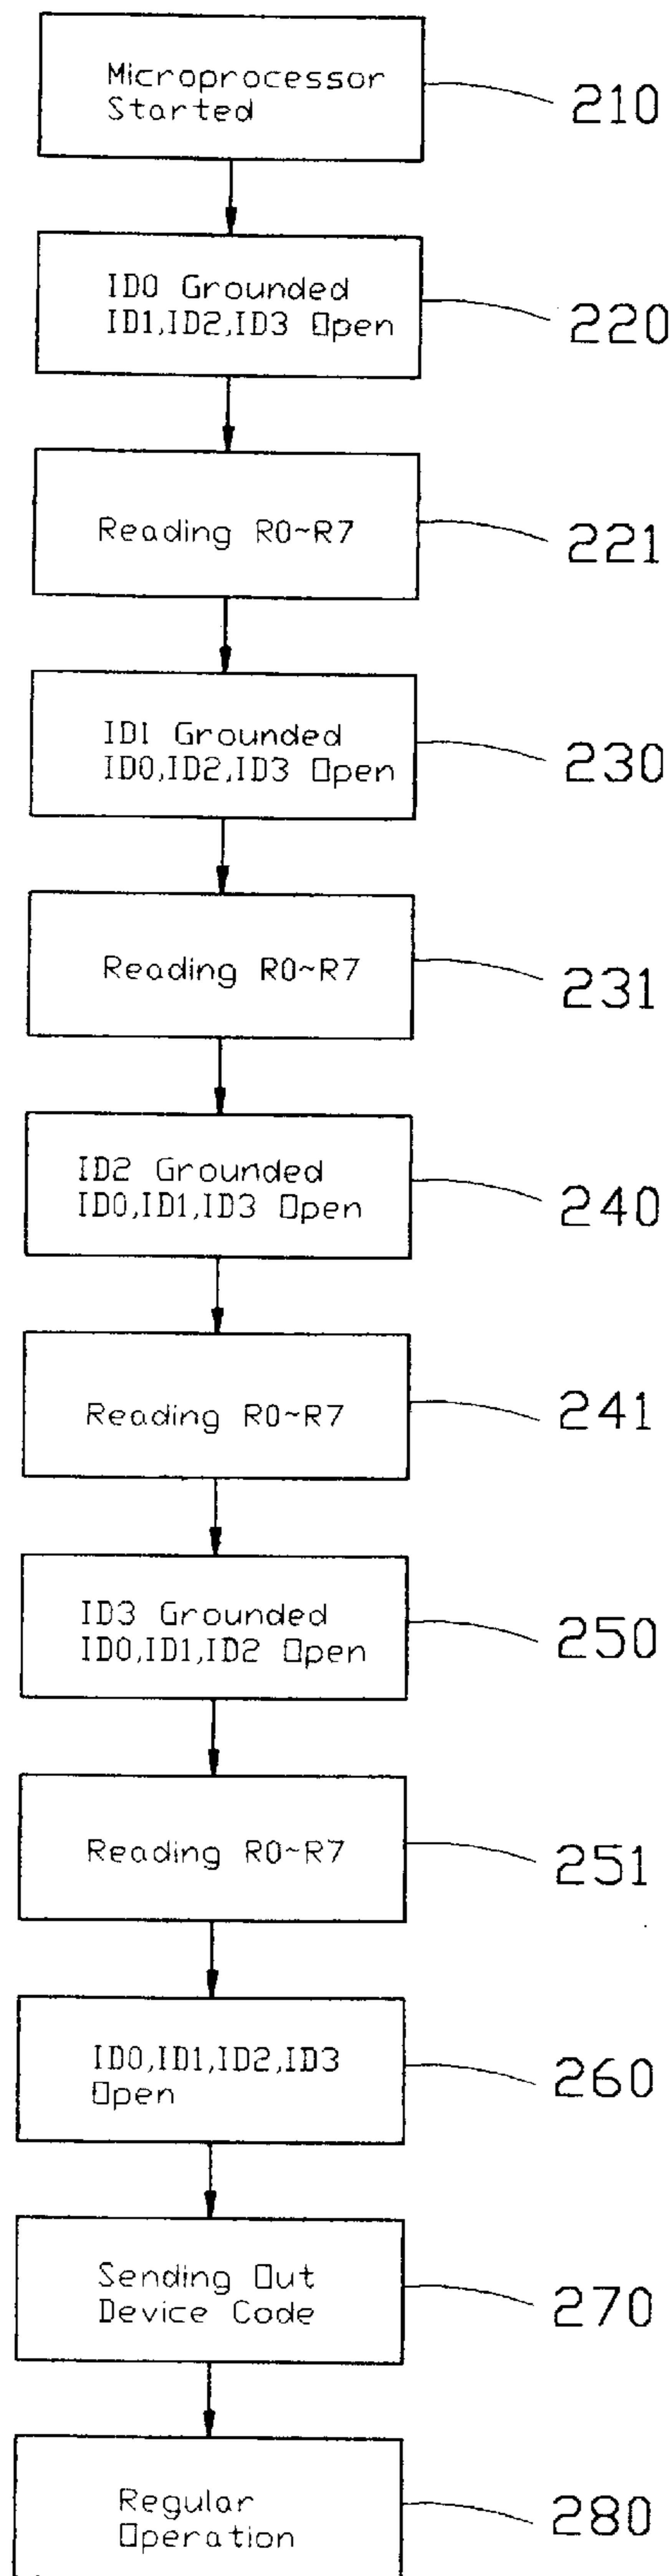 Microprocessor
Started
210
ID0 Grounded
ID1,ID2,ID3 Open
220
Reading R0~R7
221
ID1 Grounded
ID0,ID2,ID3 Open
230
Reading R0~R7
231
ID2 Grounded
ID0,ID1,ID3 Open
240
Reading R0~R7
241
ID3 Grounded
ID0,ID1,ID2 Open
250
Reading R0~R7
251
ID0,ID1,ID2,ID3
Open
260
Sending Out
Device Code
270
Regular
Operation
280